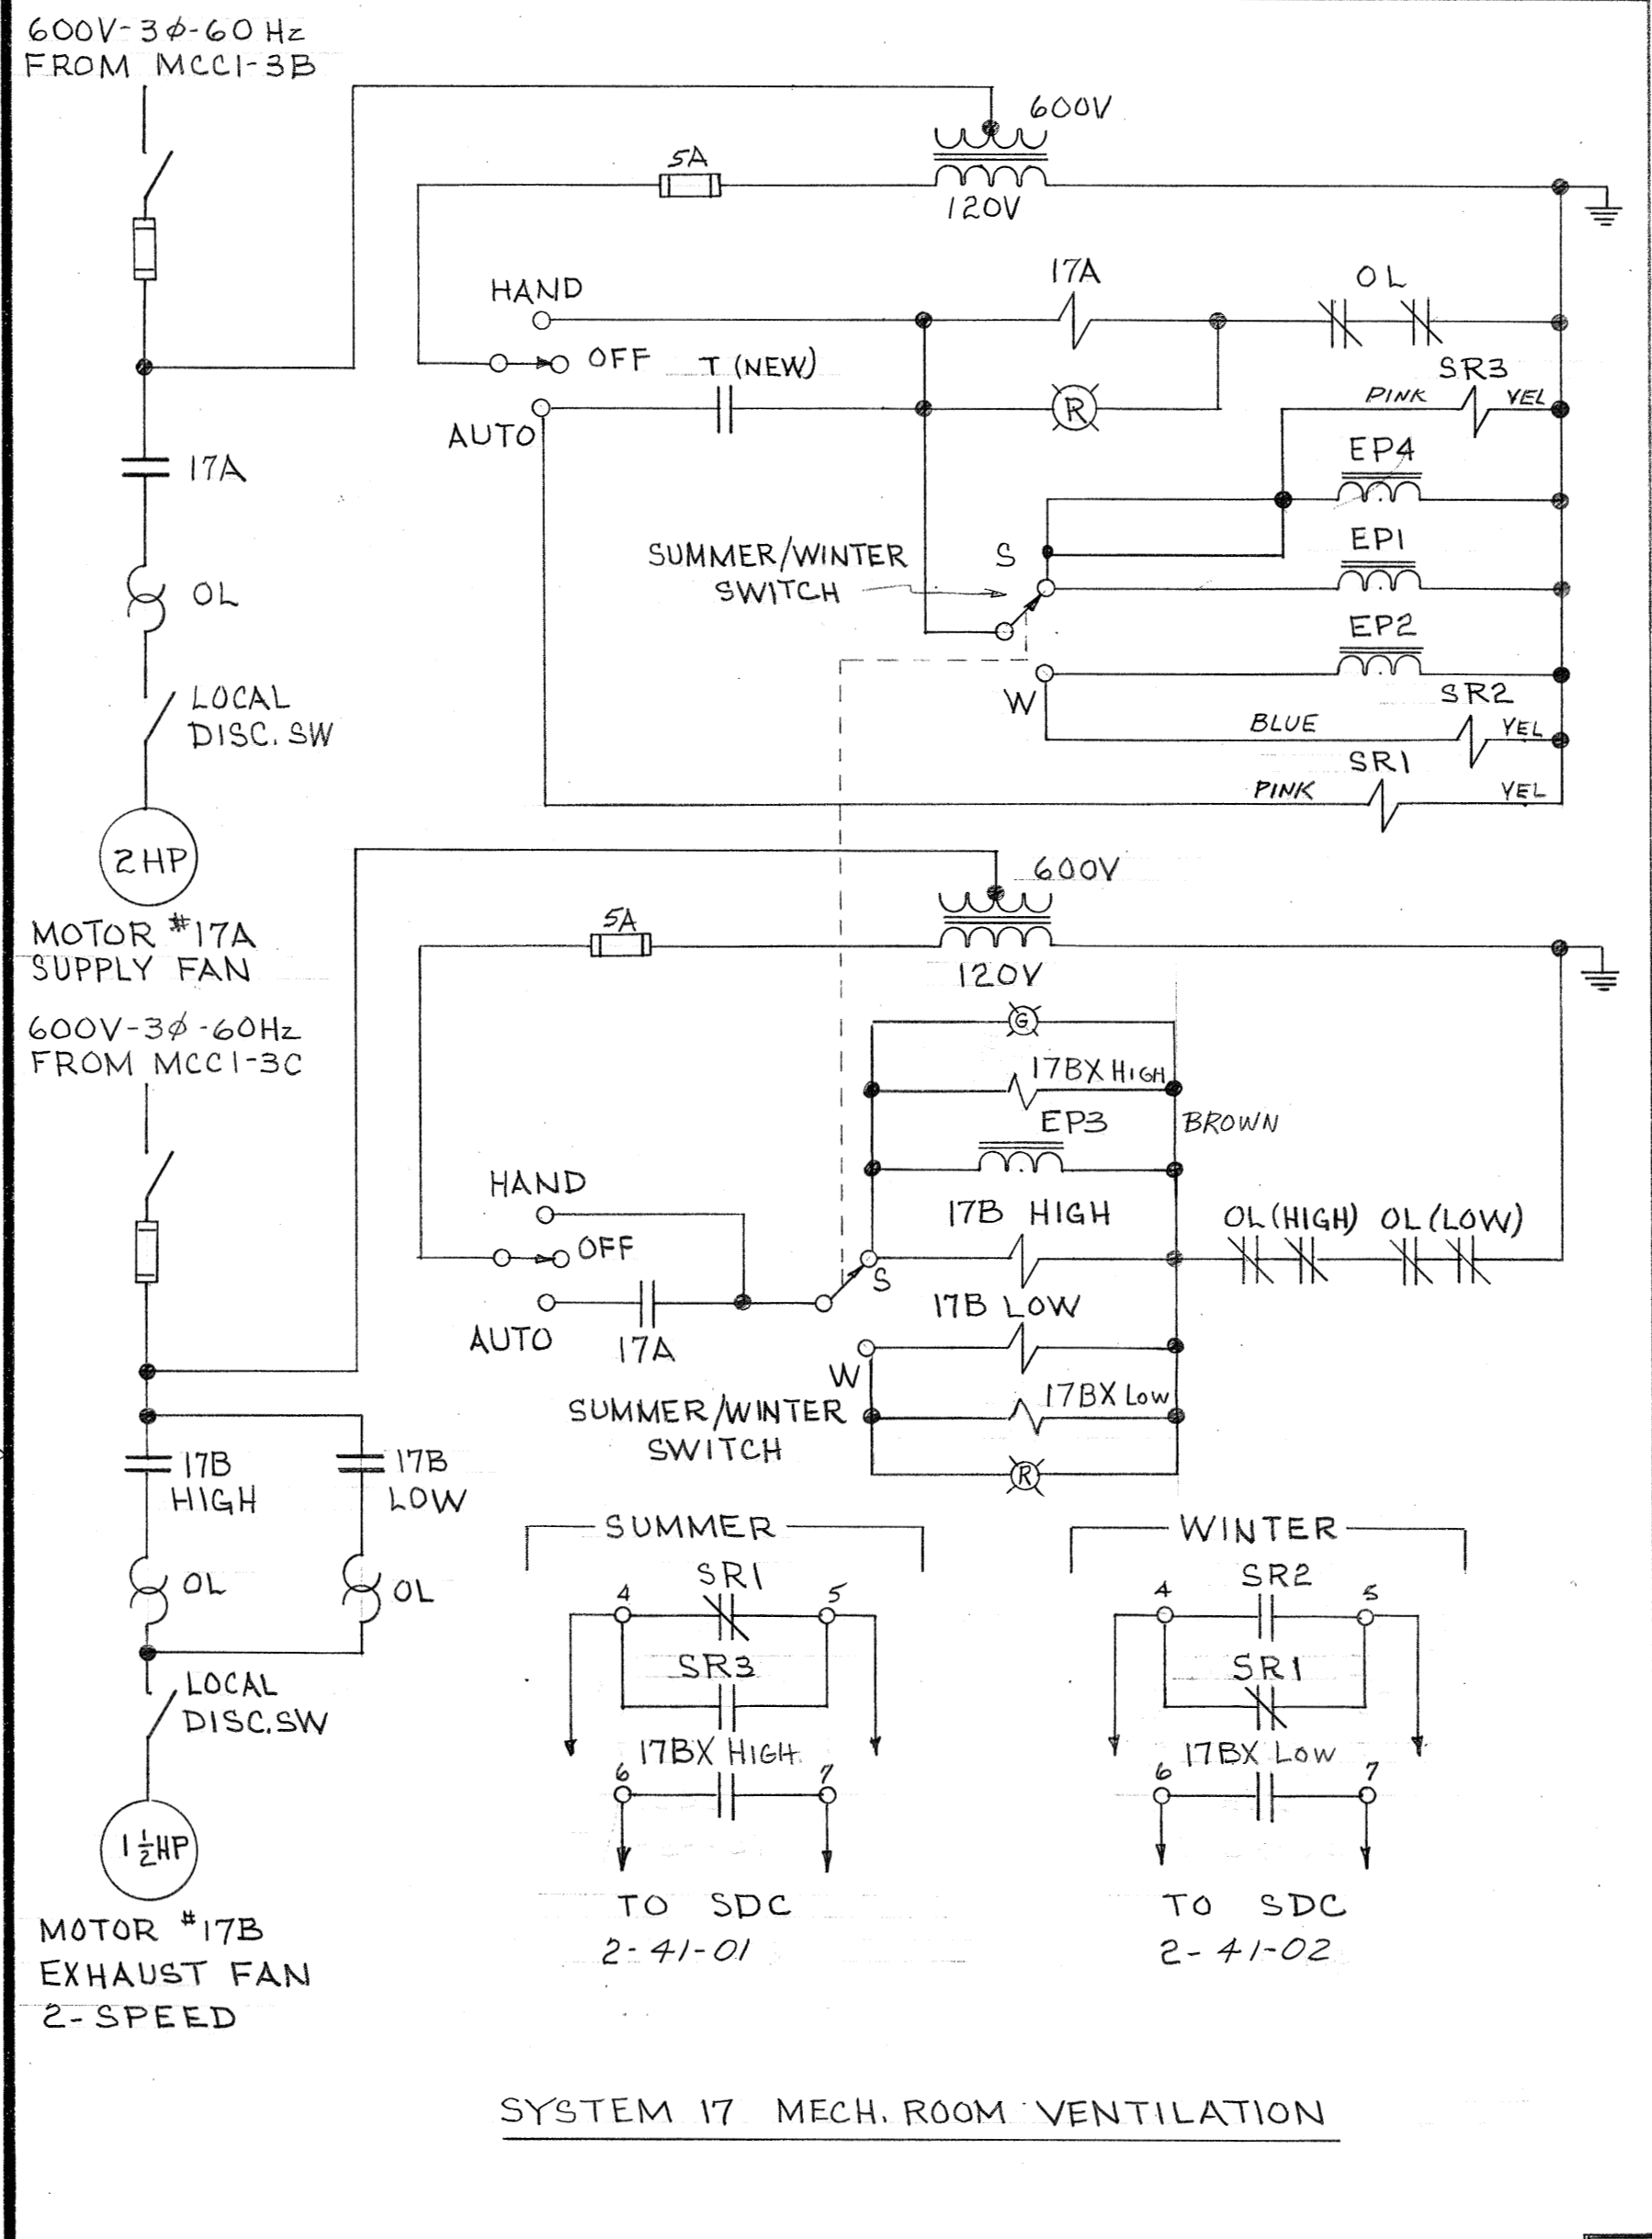 600V-3φ-60 Hz
FROM MCC1-3B
600V
5A
120V
17A
OL
HAND
OFF
T (NEW)
AUTO
R
SR3
PINK
YEL
EP4
17A
SUMMER/WINTER
SWITCH
S
EP1
EP2
OL
W
SR2
BLUE
YEL
LOCAL
DISC. SW
SR1
PINK
YEL
2 HP
MOTOR #17A
SUPPLY FAN
600V
5A
120V
600V-3φ-60Hz
FROM MCC1-3C
G
17BX HIGH
EP3
BROWN
HAND
17B HIGH
OL (HIGH) OL (LOW)
OFF
S
17B LOW
AUTO
17A
W
17BX LOW
SUMMER/WINTER
SWITCH
R
17B
HIGH
17B
LOW
SUMMER
WINTER
OL
OL
SR1
4
5
SR3
17BX HIGH
6
7
SR2
4
5
SR1
17BX LOW
6
7
LOCAL
DISC. SW
1 1/2 HP
TO SDC
2-41-01
TO SDC
2-41-02
MOTOR #17B
EXHAUST FAN
2-SPEED
SYSTEM 17 MECH. ROOM VENTILATION